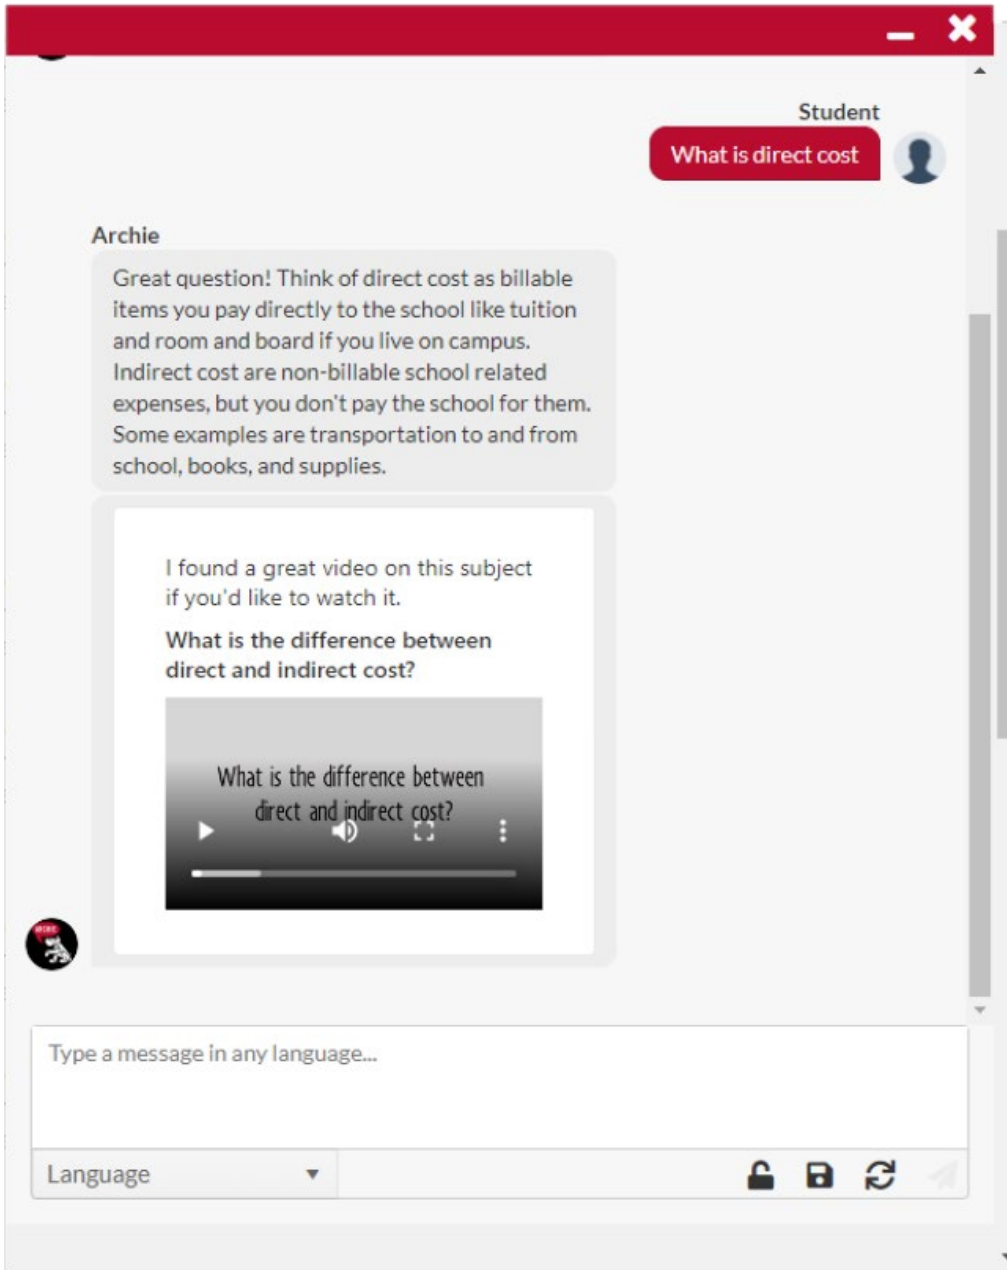 Student
What is direct cost
Archie
Great question! Think of direct cost as billable
items you pay directly to the school like tuition
and room and board if you live on campus.
Indirect cost are non-billable school related
expenses, but you don't pay the school for them.
Some examples are transportation to and from
school, books, and supplies.
I found a great video on this subject
if you'd like to watch it.
What is the difference between
direct and indirect cost?
What is the difference between
direct and indirect cost?
Type a message in any language...
Language